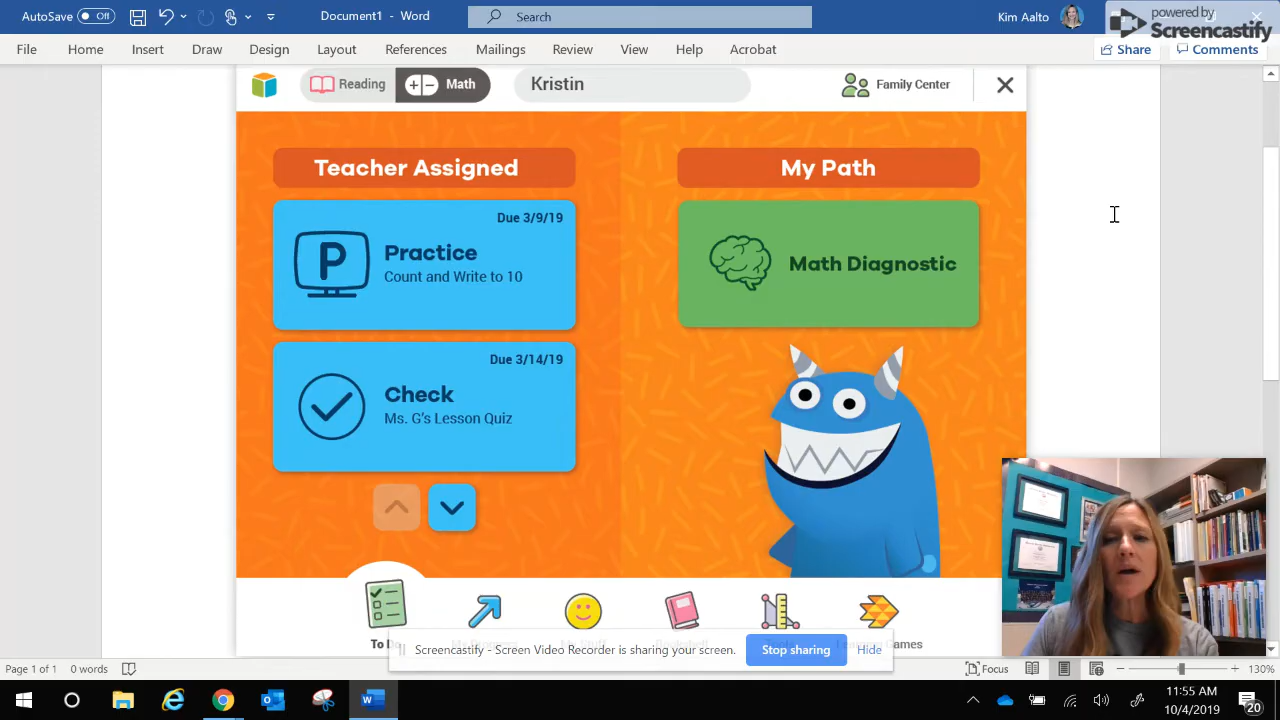 AutoSave Off
Document1 - Word
Search
Kim Aalto
powered by
Screencastify
File Home Insert Draw Design Layout References Mailings Review View Help Acrobat
Share Comments
Reading Math Kristin Family Center
Teacher Assigned
My Path
Due 3/9/19
P
Practice
Count and Write to 10
Math Diagnostic
Due 3/14/19
Check
Ms. G's Lesson Quiz
Screencastify - Screen Video Recorder is sharing your screen.
Stop sharing
Hide
Games
Page 1 of 1 0 words
Focus
130%
11:55 AM
10/4/2019
20